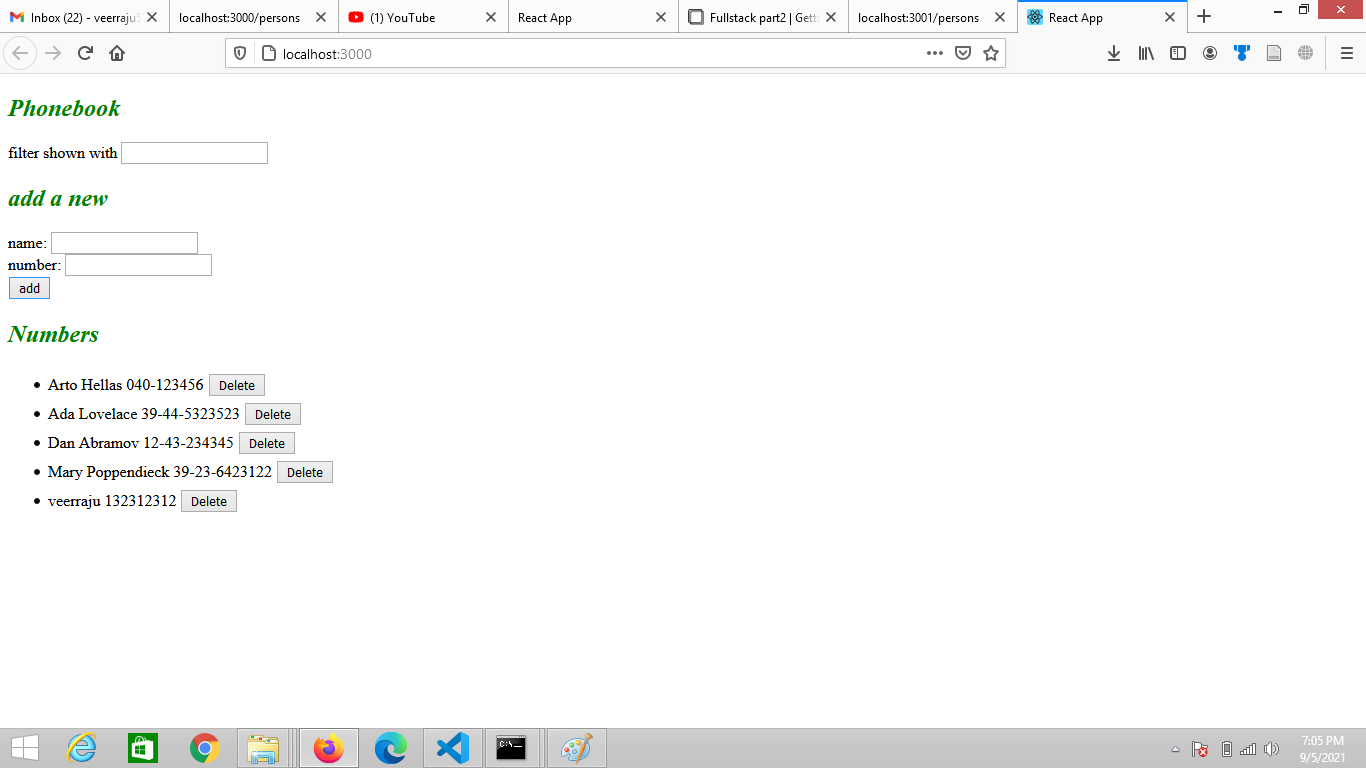 Inbox (22) - veerraju
localhost:3000/persons
(1) YouTube
React App
Fullstack part2 | Gett
localhost:3001/persons
React App
localhost:3000
Phonebook
filter shown with
add a new
name:
number:
add
Numbers
Arto Hellas 040-123456 Delete
Ada Lovelace 39-44-5323523 Delete
Dan Abramov 12-43-234345 Delete
Mary Poppendieck 39-23-6423122 Delete
veerraju 132312312 Delete
7:05 PM
9/5/2021